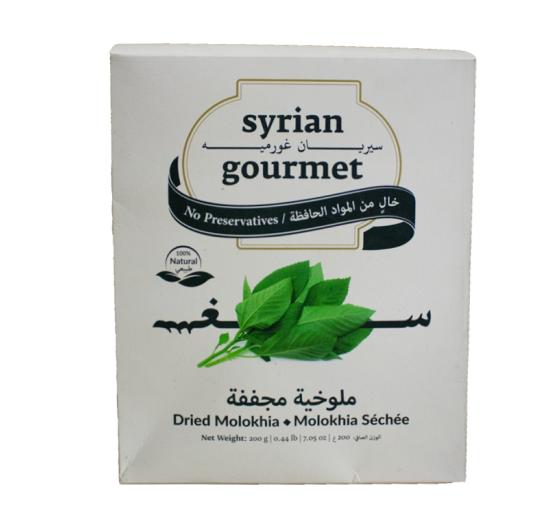 syrian
سيريان غورميه
gourmet
No Preservatives / خالٍ من المواد الحافظة
100%
Natural
طبيعي
ملوخية مجففة
Dried Molokhia ◆ Molokhia Séchée
Net Weight: 200 g | 0.44 lb | 7.05 oz | الوزن الصافي: 200 غ